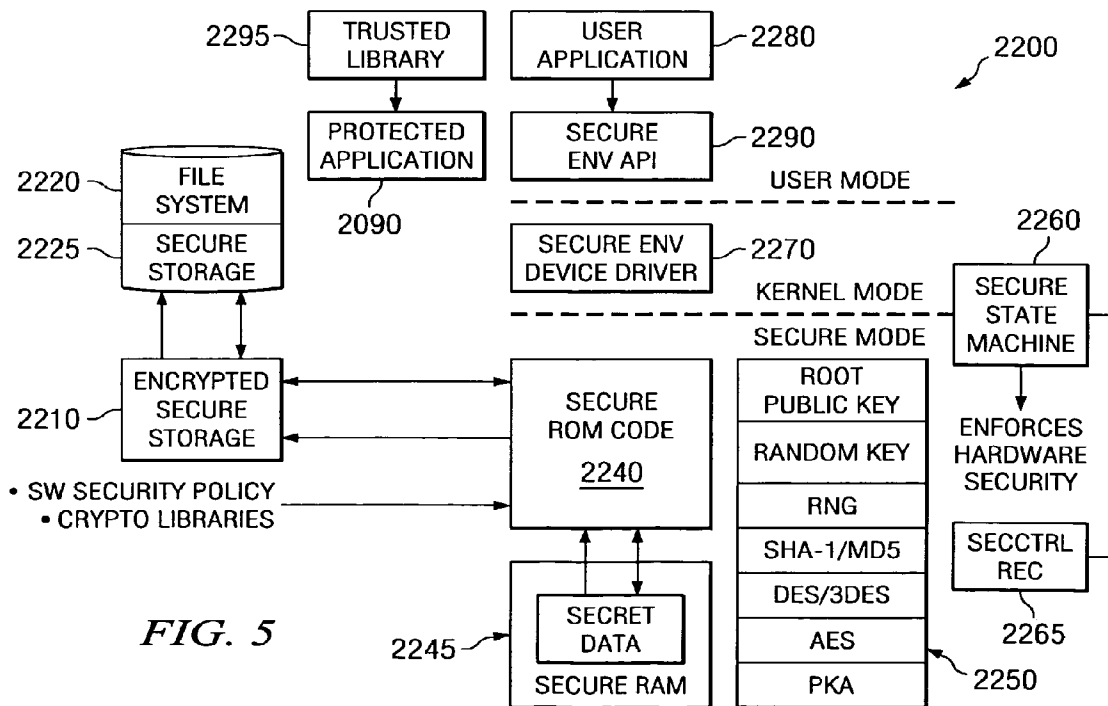 2295
TRUSTED
LIBRARY
USER
APPLICATION
2280
2200
PROTECTED
APPLICATION
SECURE
ENV API
2290
2090
USER MODE
2220
FILE
SYSTEM
2225
SECURE
STORAGE
SECURE ENV
DEVICE DRIVER
2270
KERNEL MODE
2260
SECURE
STATE
MACHINE
SECURE MODE
2210
ENCRYPTED
SECURE
STORAGE
SECURE
ROM CODE
2240
ROOT
PUBLIC KEY
RANDOM KEY
RNG
SHA-1/MD5
DES/3DES
AES
PKA
2250
ENFORCES
HARDWARE
SECURITY
• SW SECURITY POLICY
• CRYPTO LIBRARIES
SECCTRL
REC
2265
2245
SECRET
DATA
SECURE RAM
FIG. 5